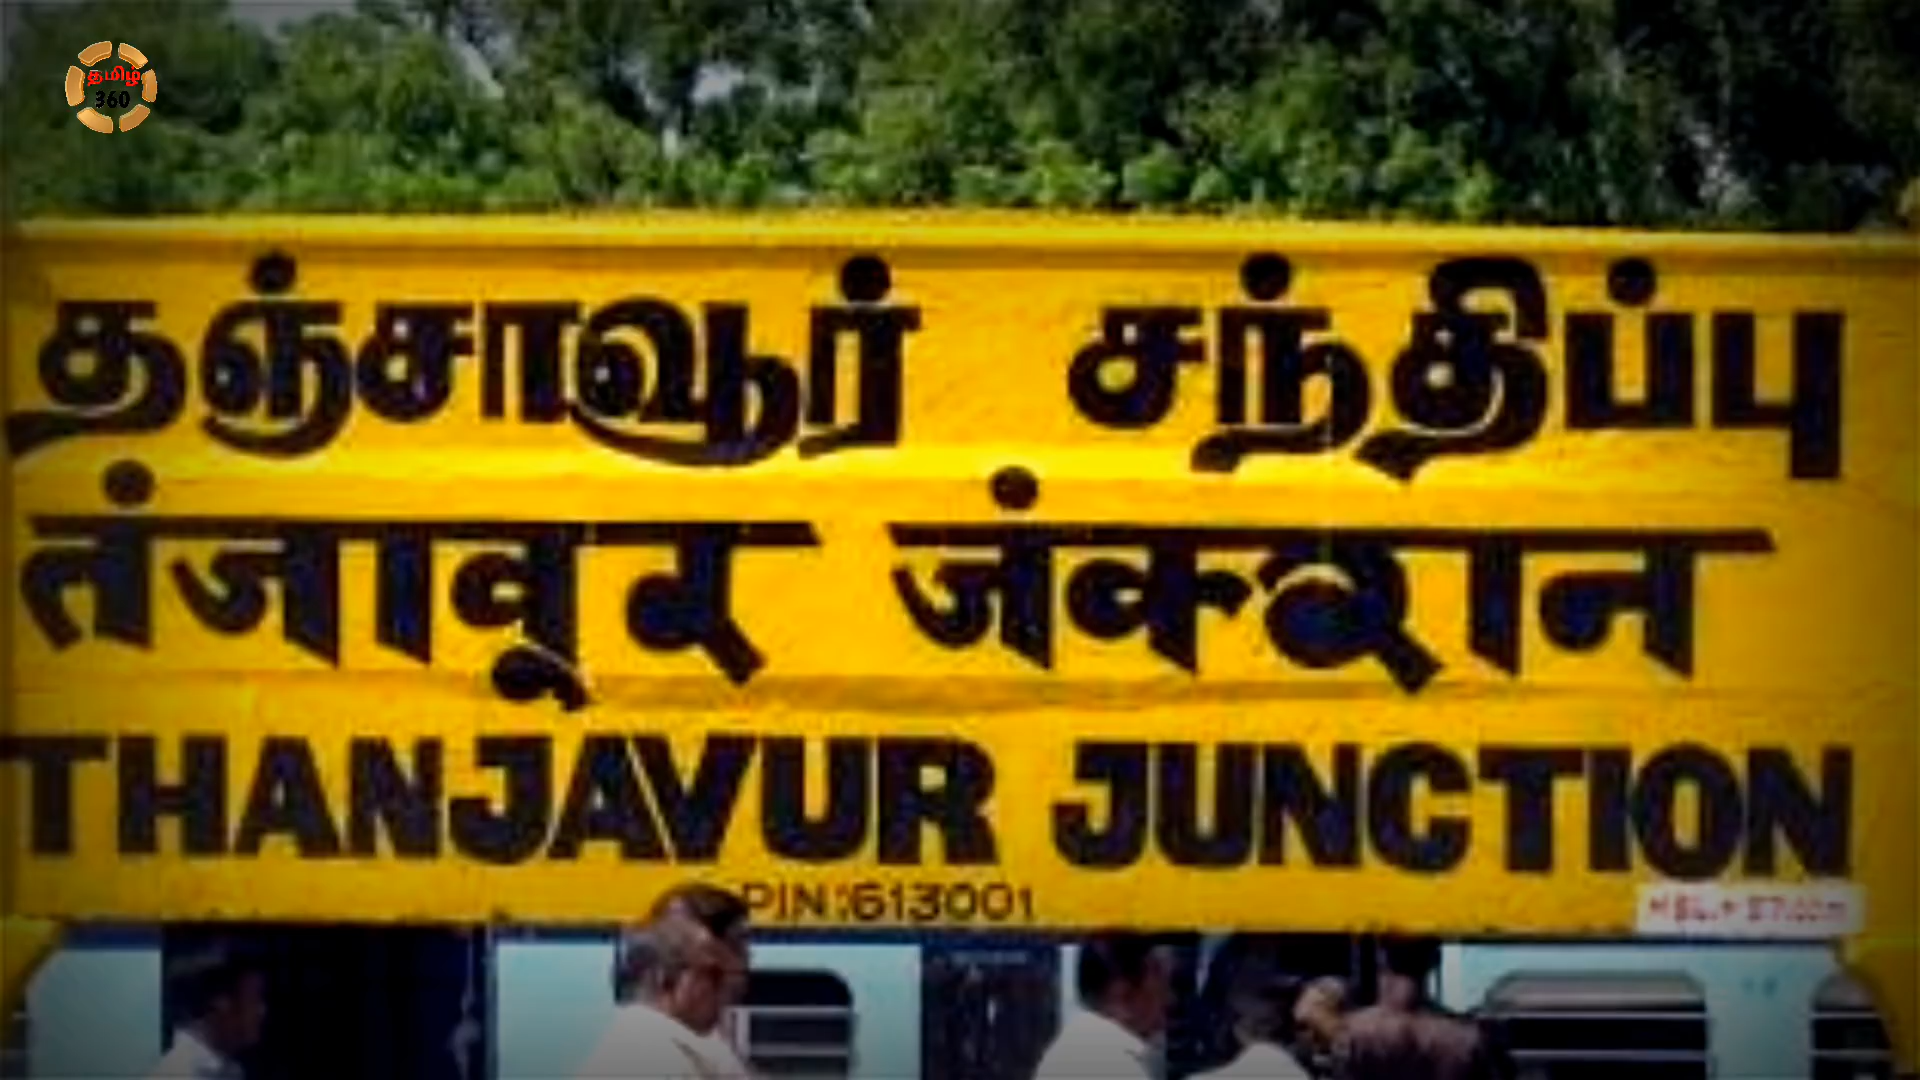 தமிழ்
360
தஞ்சாவூர் சந்திப்பு
तंजावूर जंक्शन
THANJAVUR JUNCTION
PIN:613001